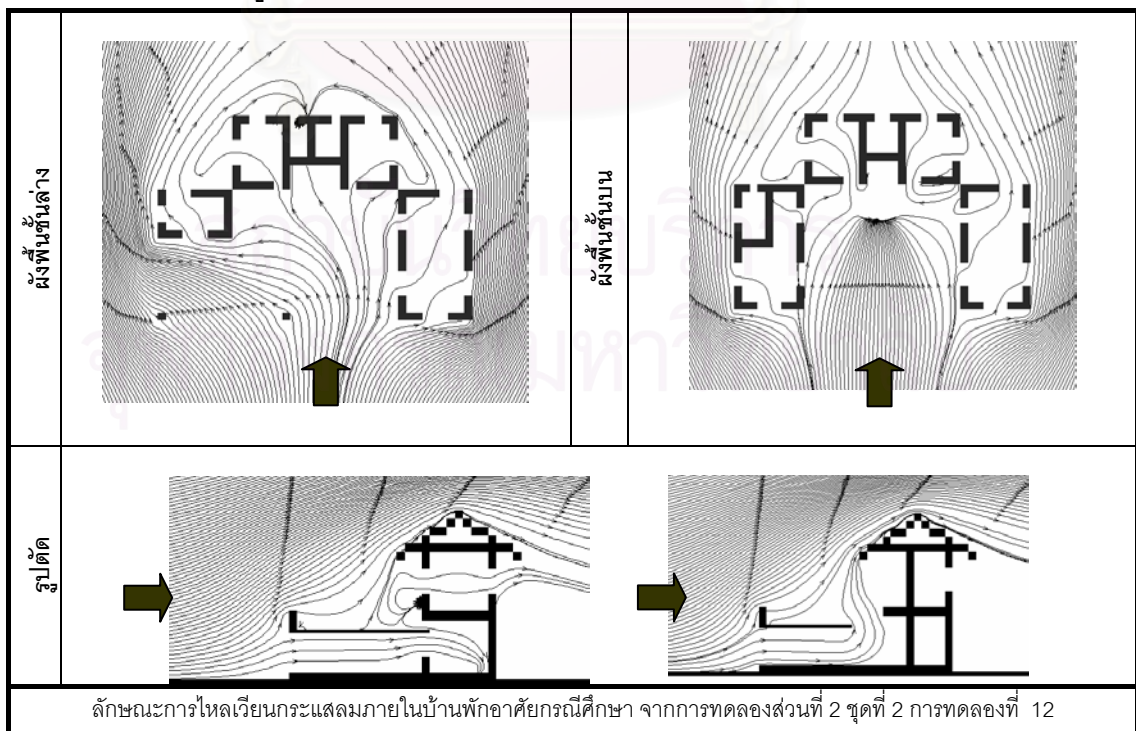 ผังพื้นชั้นล่าง
ผังพื้นชั้นบน
รูปตัด
ลักษณะการไหลเวียนกระแสลมภายในบ้านพักอาศัยกรณีศึกษา จากการทดลองส่วนที่ 2 ชุดที่ 2 การทดลองที่ 12